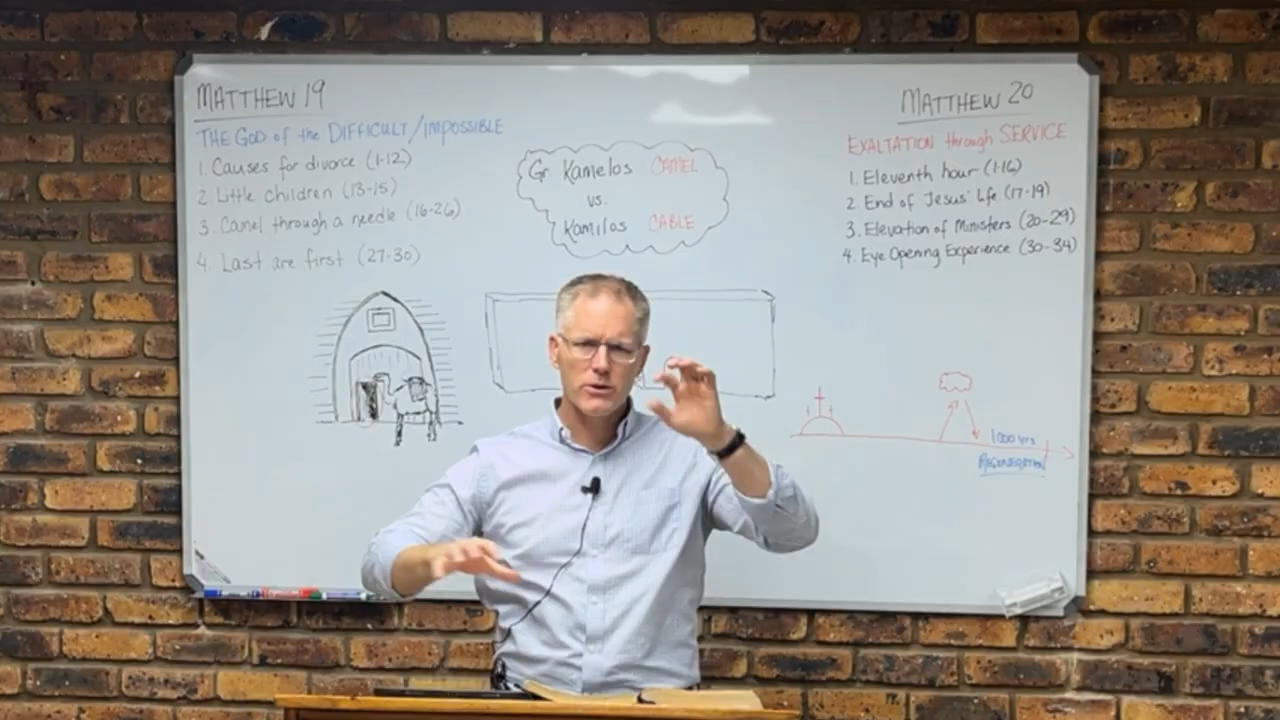 MATTHEW 19
THE GOD of the DIFFICULT/IMPOSSIBLE
1. Causes for divorce (1-12)
2. Little children (13-15)
3. Camel through a needle (16-26)
4. Last are first (27-30)
Gr. Kamelos CAMEL
vs.
Kamilos CABLE
MATTHEW 20
EXALTATION through SERVICE
1. Eleventh hour (1-16)
2. End of Jesus' life (17-19)
3. Elevation of Ministers (20-29)
4. Eye Opening Experience (30-34)
1000 yrs
REGENERATION